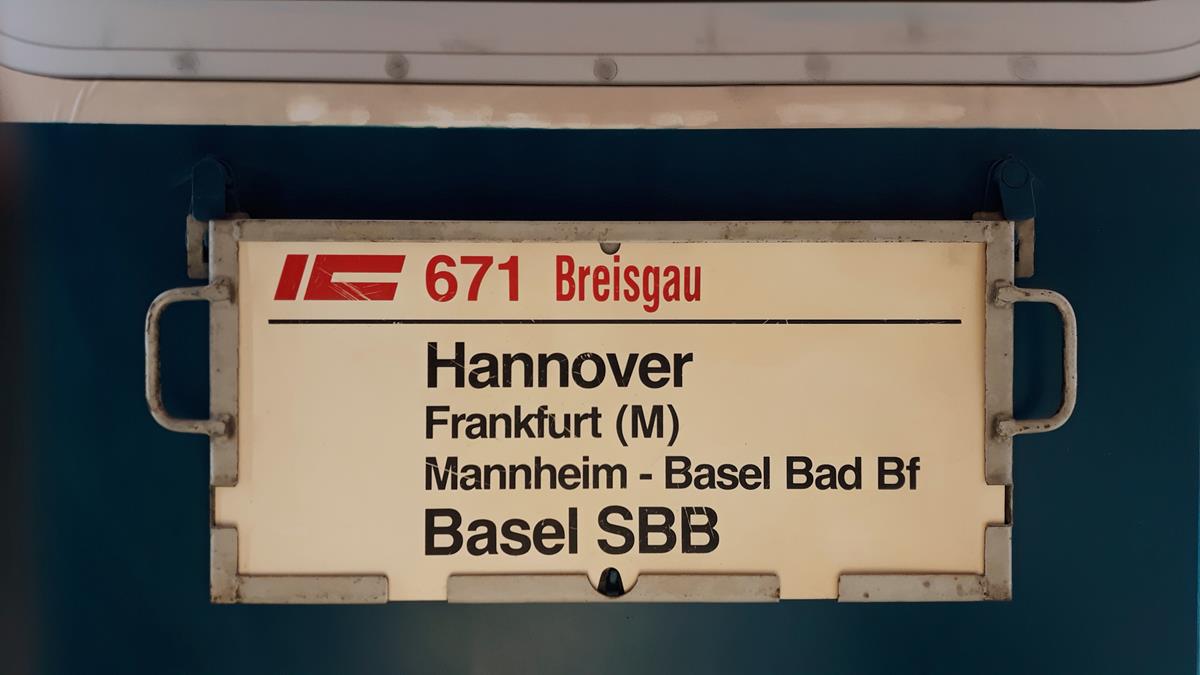 IC 671 Breisgau
Hannover
Frankfurt (M)
Mannheim - Basel Bad Bf
Basel SBB